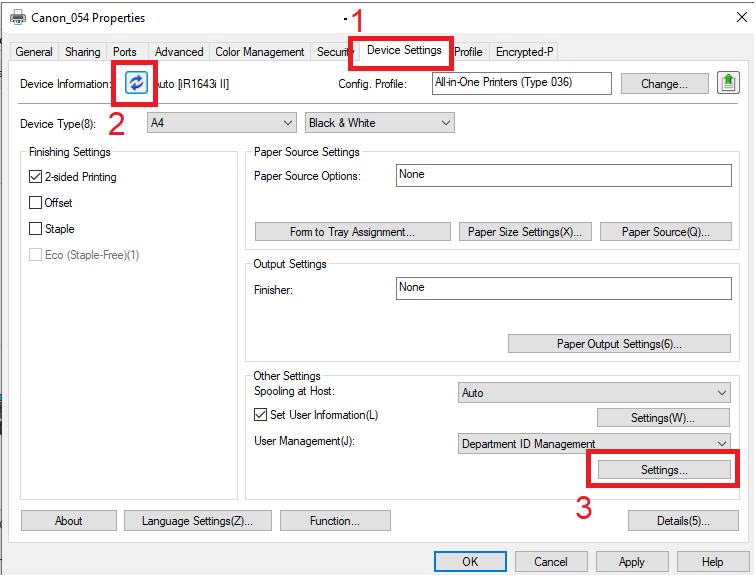 Canon_054 Properties
1
General Sharing Ports Advanced Color Management Security Device Settings Profile Encrypted-P
Device Information: Auto [iR1643i II] Config. Profile: All-in-One Printers (Type 036) Change...
2
Device Type(8): A4 Black & White
Finishing Settings
2-sided Printing
Offset
Staple
Eco (Staple-Free)(1)
Paper Source Settings
Paper Source Options: None
Form to Tray Assignment... Paper Size Settings(X)... Paper Source(Q)...
Output Settings
Finisher: None
Paper Output Settings(6)...
Other Settings
Spooling at Host: Auto
Set User Information(L) Settings(W)...
User Management(J): Department ID Management
Settings...
3
About Language Settings(Z)... Function... Details(5)...
OK Cancel Apply Help